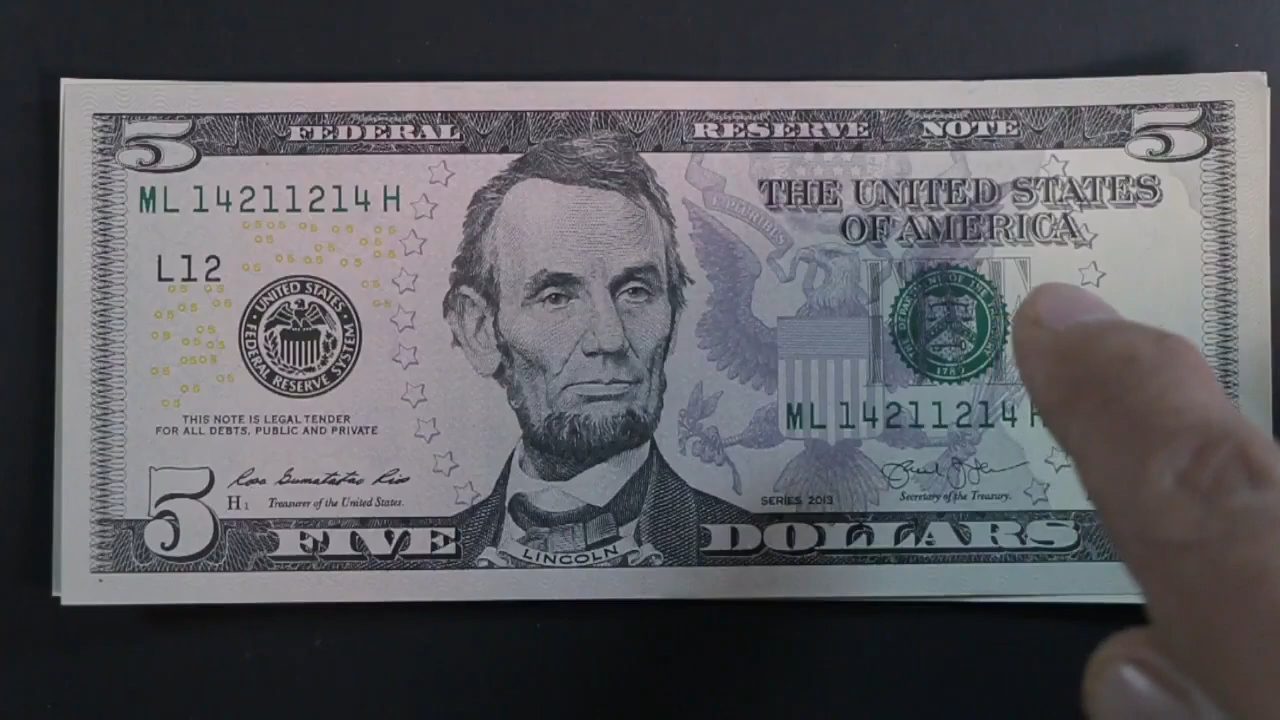 5 FEDERAL RESERVE NOTE 5
ML 14211214 H
THE UNITED STATES
OF AMERICA
L12
UNITED STATES
FEDERAL RESERVE SYSTEM
1789
THIS NOTE IS LEGAL TENDER
FOR ALL DEBTS, PUBLIC AND PRIVATE
ML 14211214 H
H 1
Treasurer of the United States.
SERIES 2013
Secretary of the Treasury.
5 FIVE DOLLARS
LINCOLN